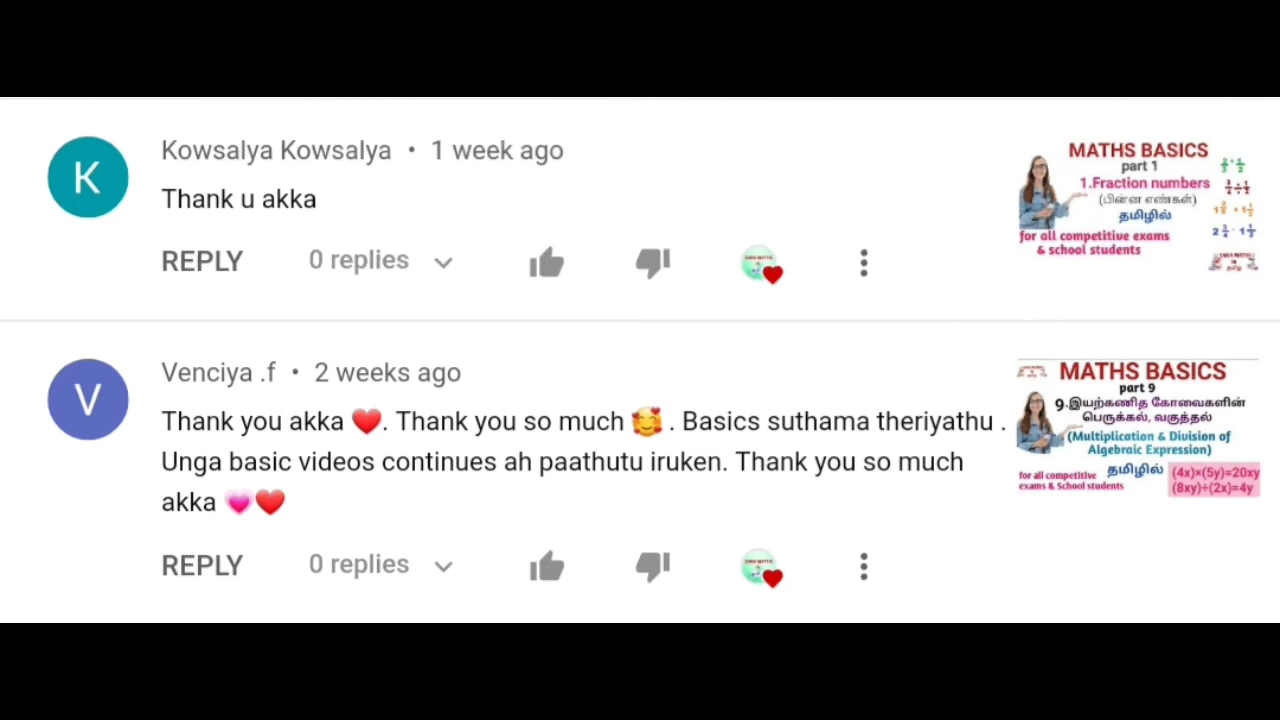 K
Kowsalya Kowsalya • 1 week ago
Thank u akka
REPLY 0 replies
MATHS BASICS
part 1
1.Fraction numbers
(பின்ன எண்கள்)
தமிழில்
for all competitive exams
& school students
V
Venciya .f • 2 weeks ago
Thank you akka ❤️. Thank you so much 🥰 . Basics suthama theriyathu .
Unga basic videos continues ah paathutu iruken. Thank you so much
akka 💗❤️
REPLY 0 replies
MATHS BASICS
part 9
9.இயற்கணித கோவைகளின்
பெருக்கல், வகுத்தல்
(Multiplication & Division of
Algebraic Expression)
தமிழில்
for all competitive
exams & School students
(4x)×(5y)=20xy
(8xy)÷(2x)=4y